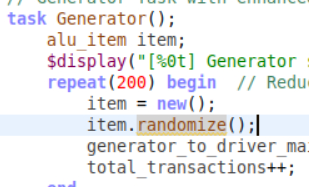 // Generator Task with enhanced
task Generator();
    alu_item item;
    $display("[%0t] Generator
    repeat(200) begin  // Redu
        item = new();
        item.randomize();
        generator_to_driver_ma
        total_transactions++;
    end